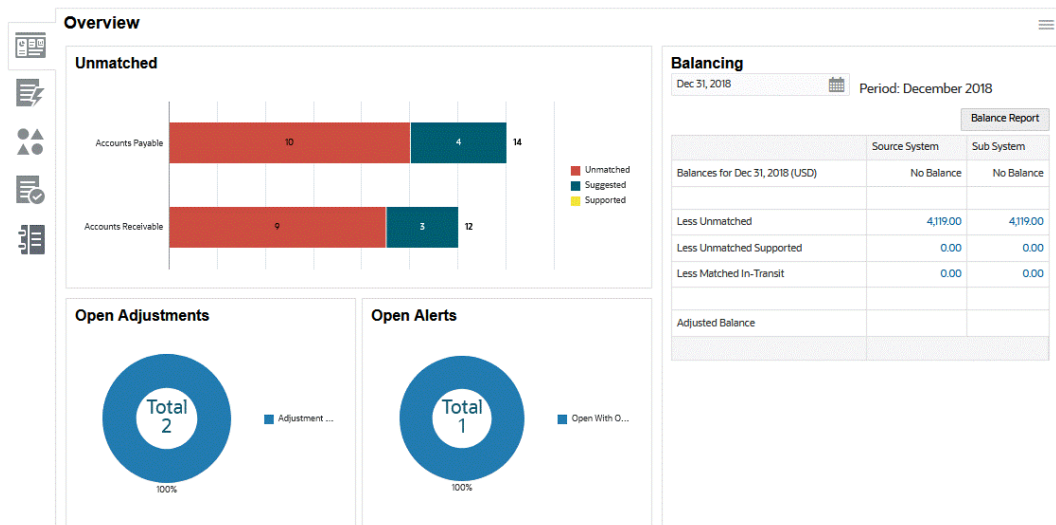 Overview
Unmatched
Accounts Payable 10 4 14
Accounts Receivable 9 3 12
Unmatched
Suggested
Supported
Open Adjustments
Total
2
100%
Adjustment ...
Open Alerts
Total
1
100%
Open With O...
Balancing
Dec 31, 2018 Period: December 2018
Balance Report
Source System Sub System
Balances for Dec 31, 2018 (USD) No Balance No Balance
Less Unmatched 4,119.00 4,119.00
Less Unmatched Supported 0.00 0.00
Less Matched In-Transit 0.00 0.00
Adjusted Balance